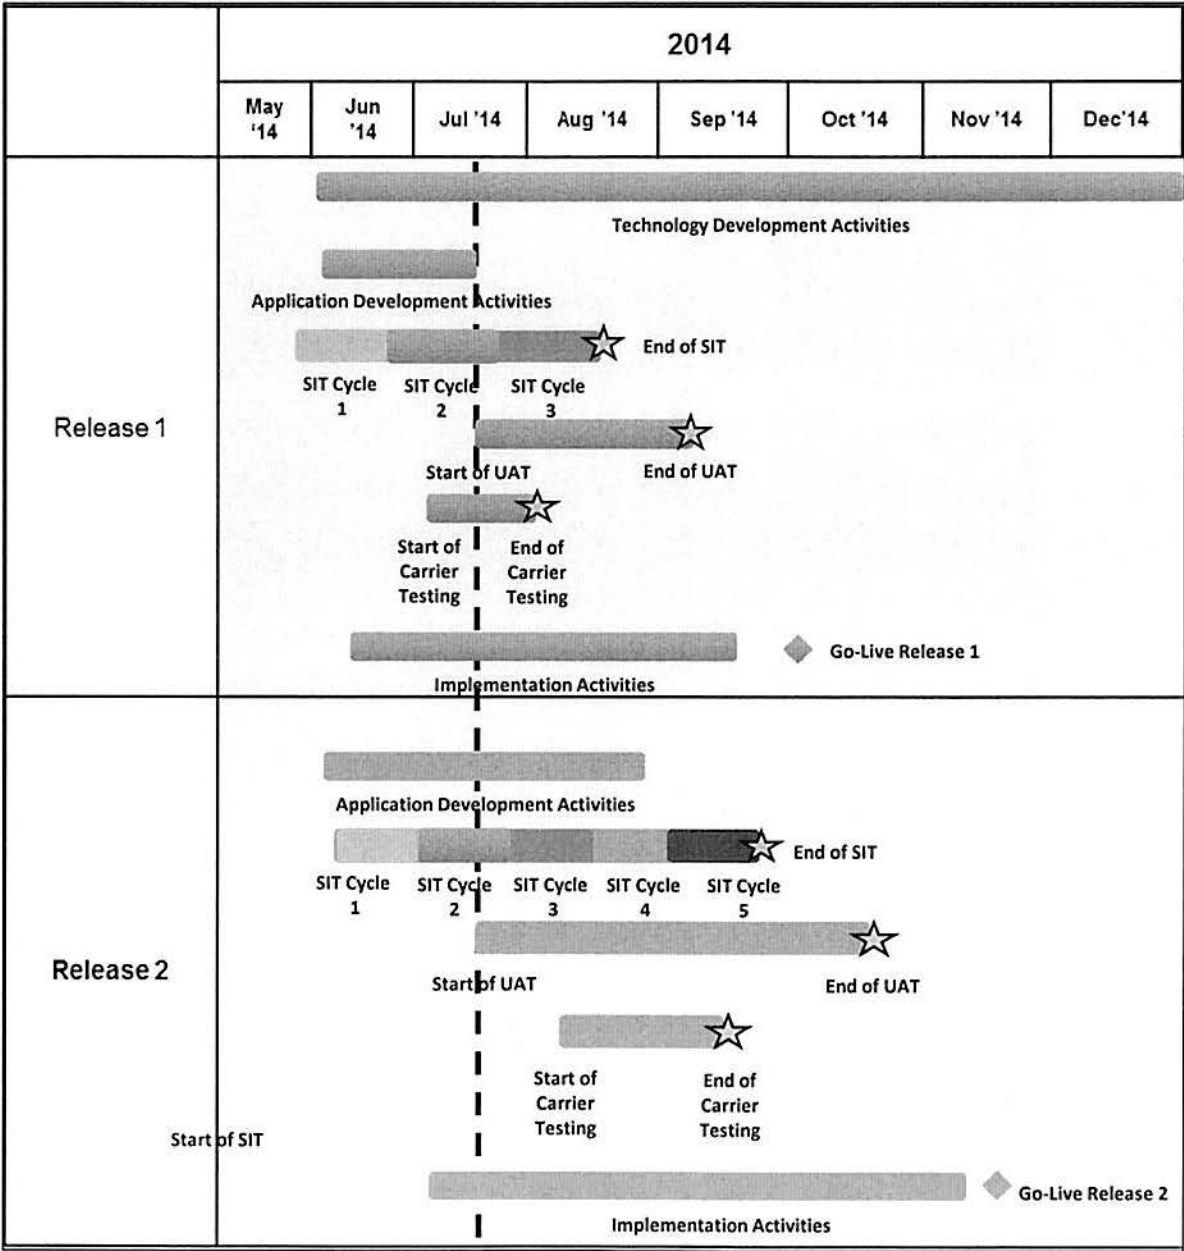 2014
May
'14
Jun
'14
Jul '14
Aug '14
Sep '14
Oct '14
Nov '14
Dec'14
Release 1
Technology Development Activities
Application Development Activities
End of SIT
SIT Cycle
1
SIT Cycle
2
SIT Cycle
3
Start of UAT
End of UAT
Start of
Carrier
Testing
End of
Carrier
Testing
Go-Live Release 1
Implementation Activities
Release 2
Application Development Activities
End of SIT
SIT Cycle
1
SIT Cycle
2
SIT Cycle
3
SIT Cycle
4
SIT Cycle
5
Start of UAT
End of UAT
Start of
Carrier
Testing
End of
Carrier
Testing
Start of SIT
Go-Live Release 2
Implementation Activities